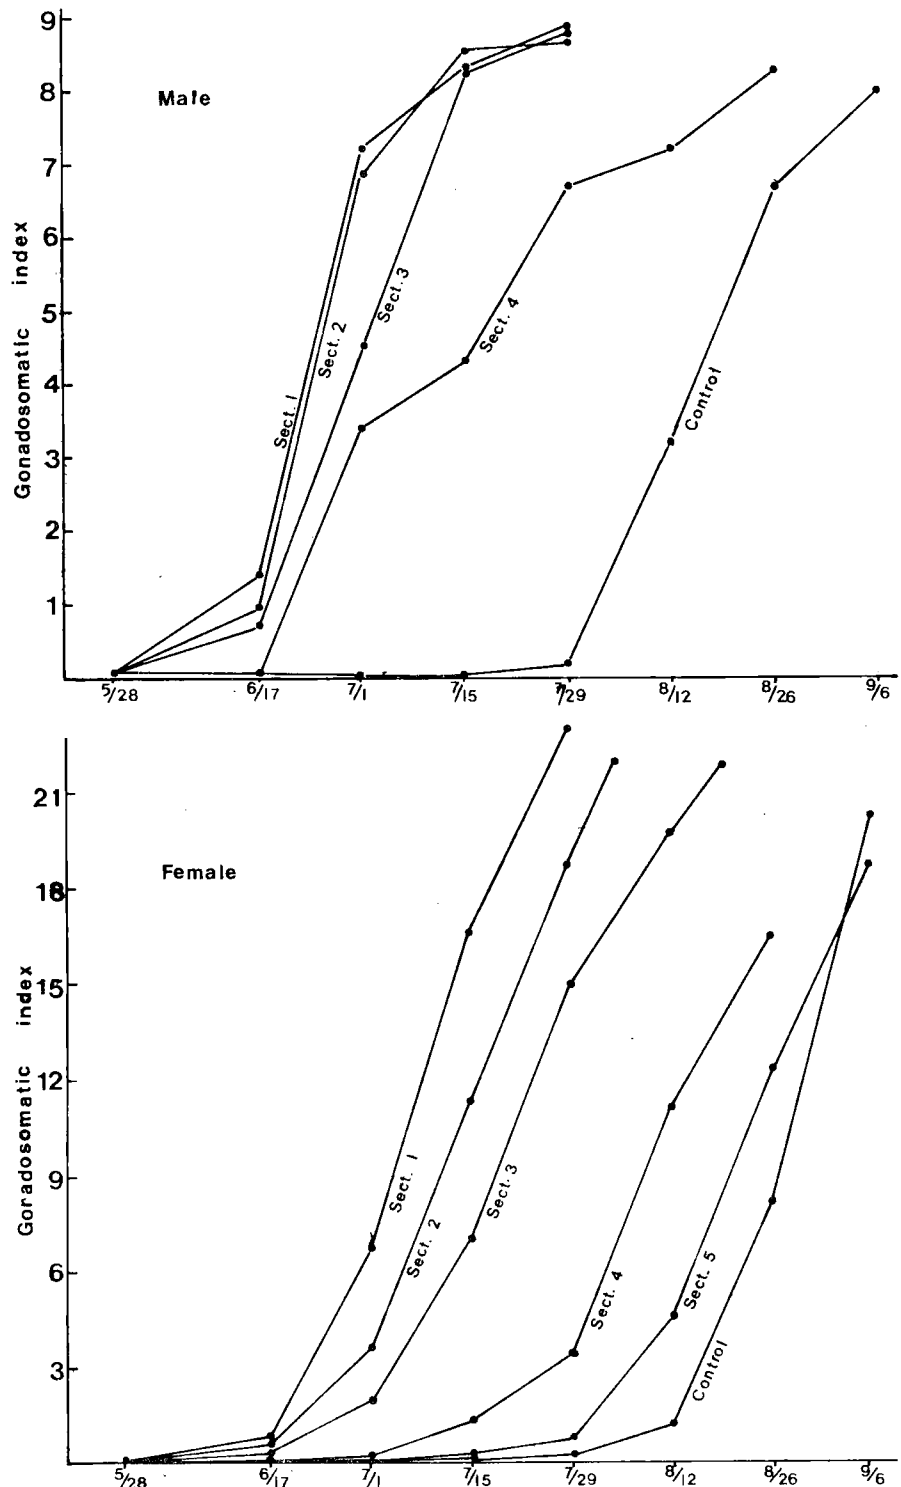 9
Male
8
7
6
5
4
3
2
1
Gonadosomatic index
Sect. 1
Sect. 2
Sect. 3
Sect. 4
Control
5/28 6/17 7/1 7/15 7/29 8/12 8/26 9/6
21
Female
18
15
12
9
6
3
Goradosomatic index
Sect. 1
Sect. 2
Sect. 3
Sect. 4
Sect. 5
Control
5/28 6/17 7/1 7/15 7/29 8/12 8/26 9/6